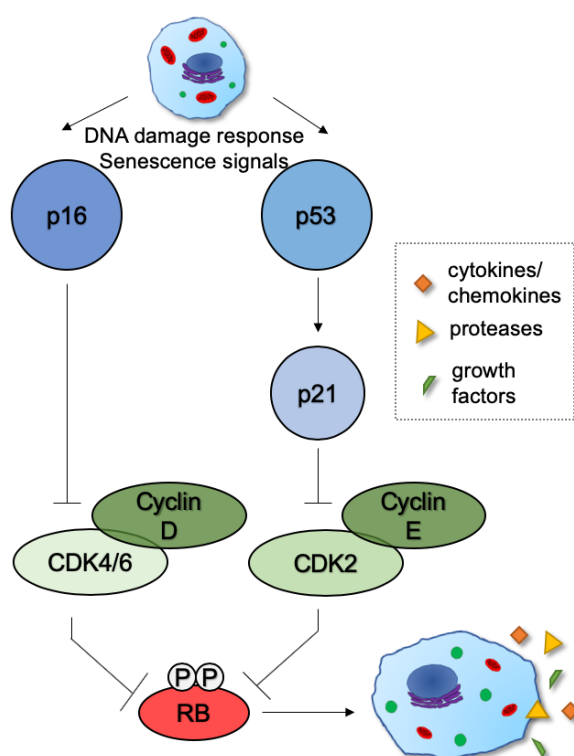 DNA damage response
Senescence signals
p16
p53
cytokines/
chemokines
proteases
growth
factors
p21
Cyclin
D
CDK4/6
Cyclin
E
CDK2
P P
RB